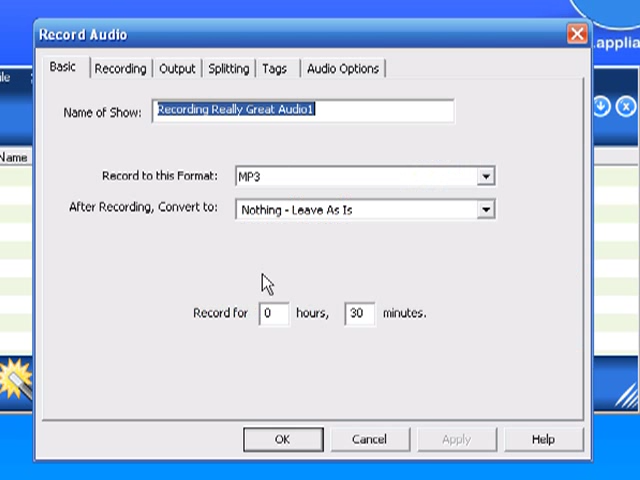 Record Audio
.applia
Basic Recording Output Splitting Tags Audio Options
Name of Show: Recording Really Great Audio1
Name
Record to this Format: MP3
After Recording, Convert to: Nothing - Leave As Is
Record for 0 hours, 30 minutes.
OK Cancel Apply Help